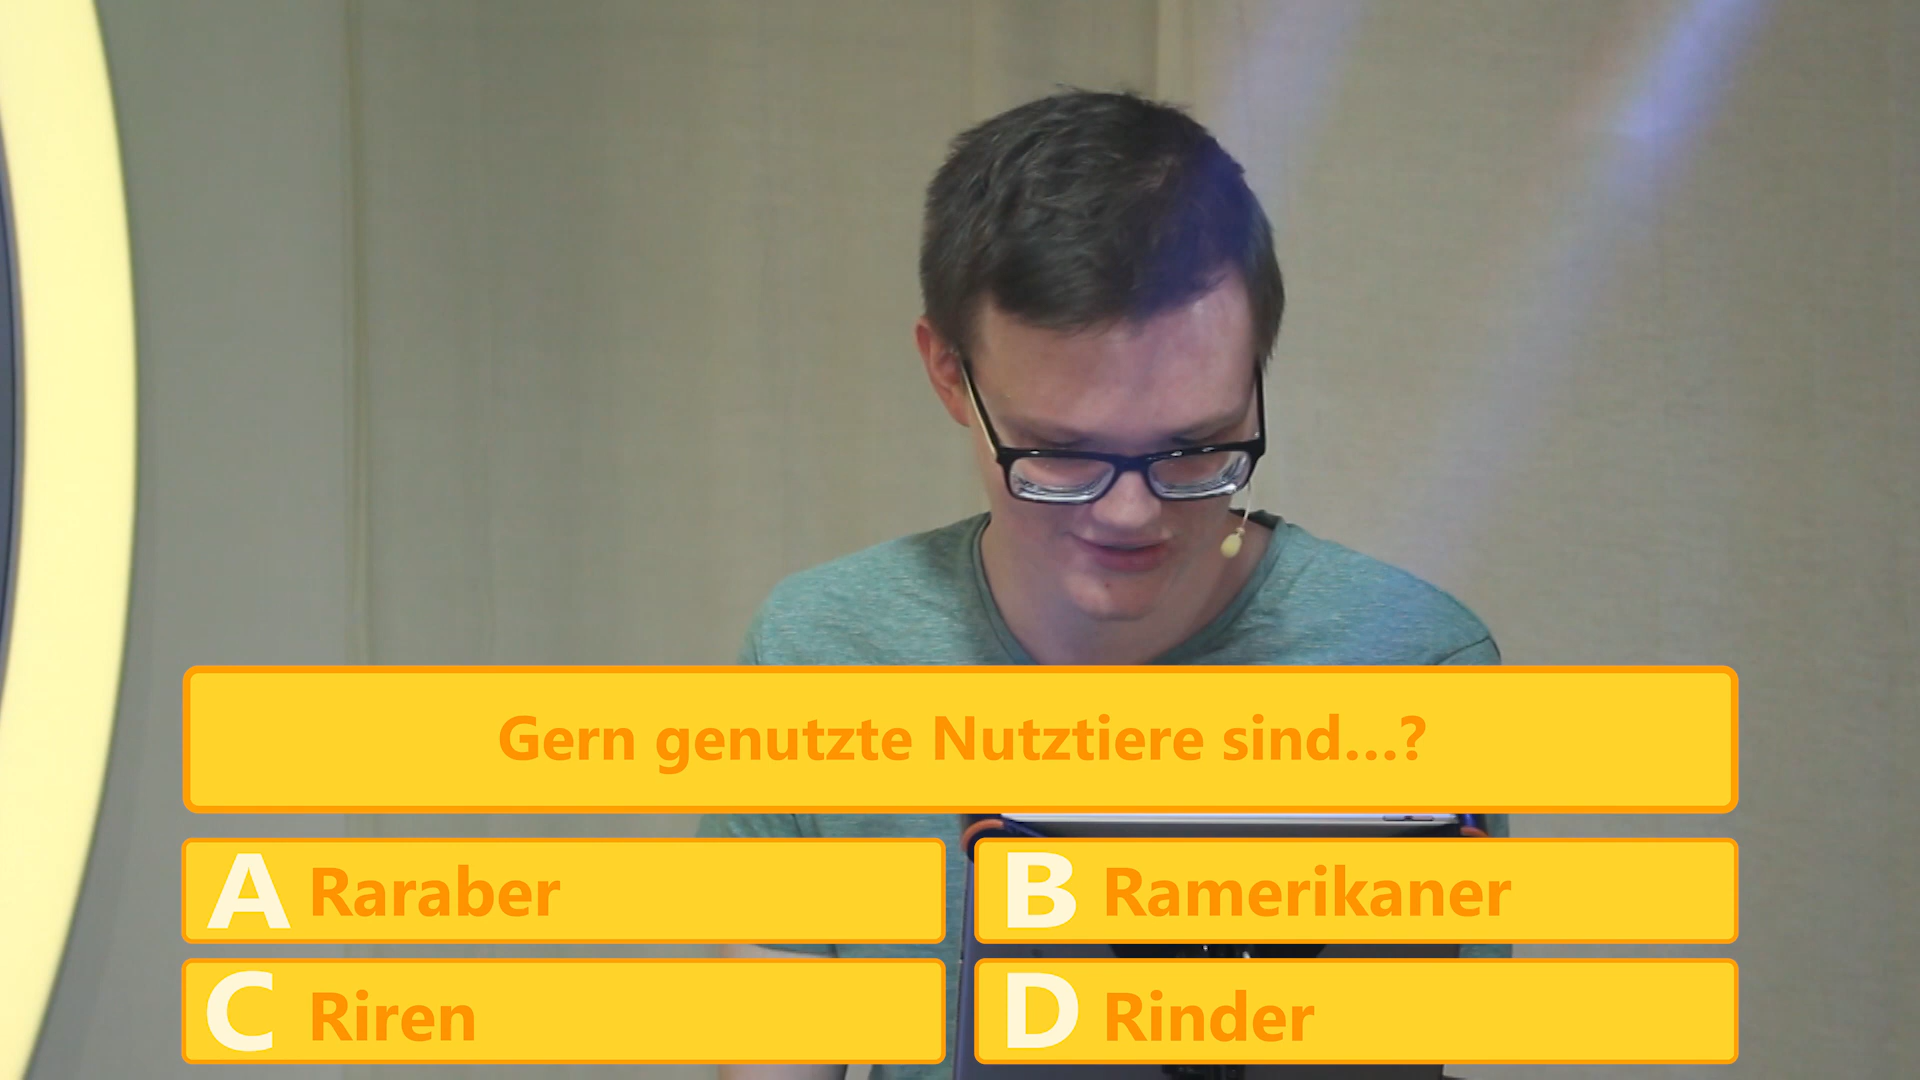 Gern genutzte Nutztiere sind...?
A Raraber
B Ramerikaner
C Riren
D Rinder